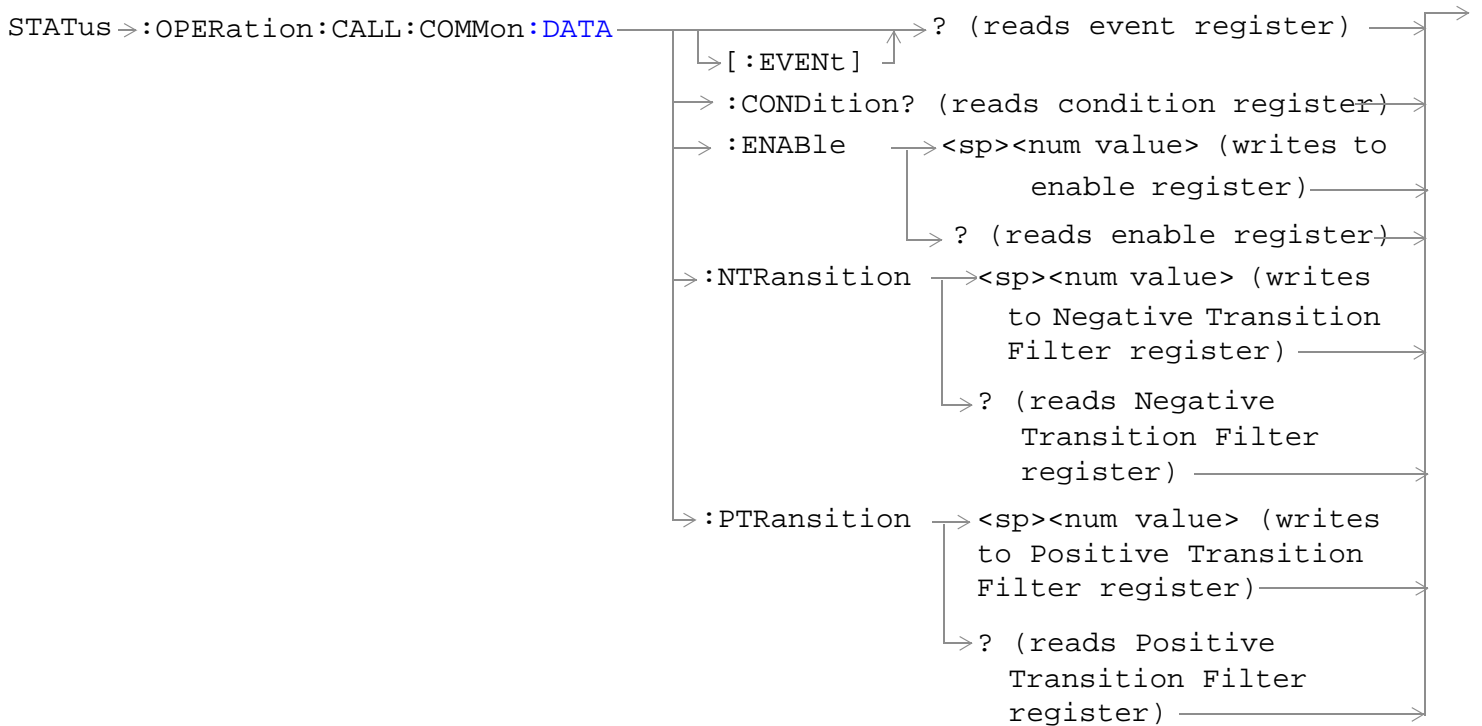 STATus :OPERation:CALL:COMMon:DATA ? (reads event register)
[:EVENt]
:CONDition? (reads condition register)
:ENABle <sp><num value> (writes to
enable register)
? (reads enable register)
:NTRansition <sp><num value> (writes
to Negative Transition
Filter register)
? (reads Negative
Transition Filter
register)
:PTRansition <sp><num value> (writes
to Positive Transition
Filter register)
? (reads Positive
Transition Filter
register)